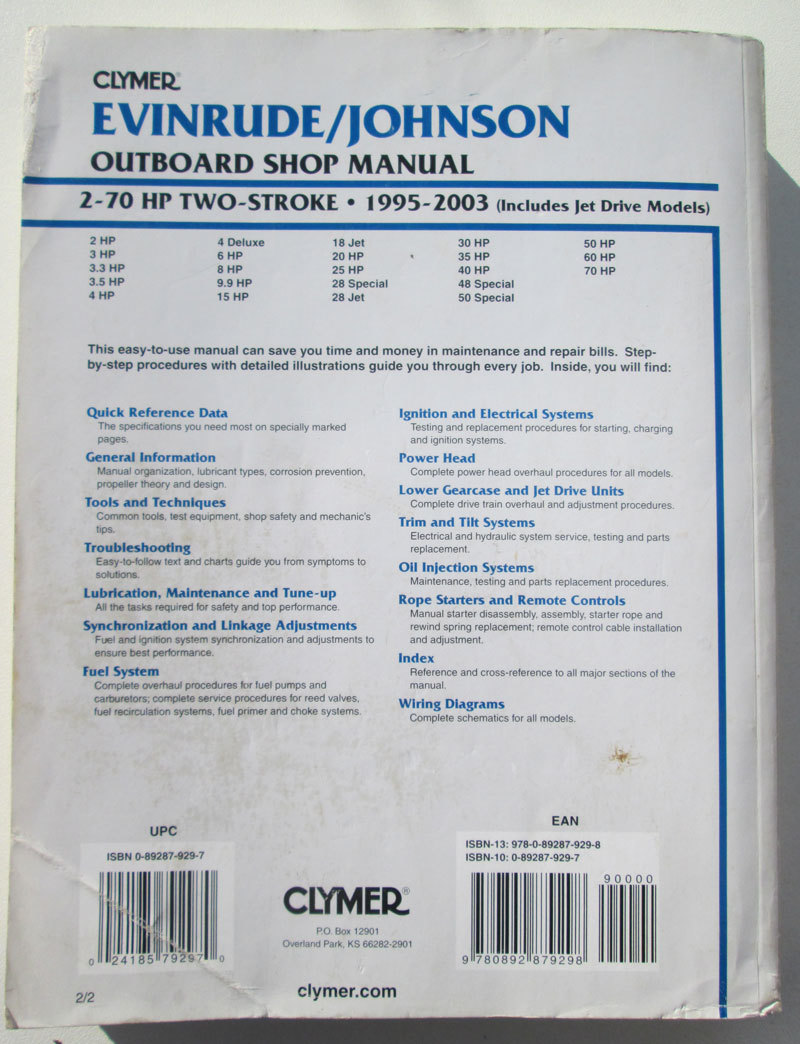 CLYMER®
EVINRUDE/JOHNSON
OUTBOARD SHOP MANUAL
2-70 HP TWO-STROKE • 1995-2003 (Includes Jet Drive Models)
2 HP
3 HP
3.3 HP
3.5 HP
4 HP
4 Deluxe
6 HP
8 HP
9.9 HP
15 HP
18 Jet
20 HP
25 HP
28 Special
28 Jet
30 HP
35 HP
40 HP
48 Special
50 Special
50 HP
60 HP
70 HP
This easy-to-use manual can save you time and money in maintenance and repair bills. Step-
by-step procedures with detailed illustrations guide you through every job. Inside, you will find:
Quick Reference Data
The specifications you need most on specially marked
pages.
General Information
Manual organization, lubricant types, corrosion prevention,
propeller theory and design.
Tools and Techniques
Common tools, test equipment, shop safety and mechanic's
tips.
Troubleshooting
Easy-to-follow text and charts guide you from symptoms to
solutions.
Lubrication, Maintenance and Tune-up
All the tasks required for safety and top performance.
Synchronization and Linkage Adjustments
Fuel and ignition system synchronization and adjustments to
ensure best performance.
Fuel System
Complete overhaul procedures for fuel pumps and
carburetors; complete service procedures for reed valves,
fuel recirculation systems, fuel primer and choke systems.
Ignition and Electrical Systems
Testing and replacement procedures for starting, charging
and ignition systems.
Power Head
Complete power head overhaul procedures for all models.
Lower Gearcase and Jet Drive Units
Complete drive train overhaul and adjustment procedures.
Trim and Tilt Systems
Electrical and hydraulic system service, testing and parts
replacement.
Oil Injection Systems
Maintenance, testing and parts replacement procedures.
Rope Starters and Remote Controls
Manual starter disassembly, assembly, starter rope and
rewind spring replacement; remote control cable installation
and adjustment.
Index
Reference and cross-reference to all major sections of the
manual.
Wiring Diagrams
Complete schematics for all models.
UPC
ISBN 0-89287-929-7
0 24185 79297 0
CLYMER®
P.O. Box 12901
Overland Park, KS 66282-2901
clymer.com
EAN
ISBN-13: 978-0-89287-929-8
ISBN-10: 0-89287-929-7
90000
9 780892 879298
2/2